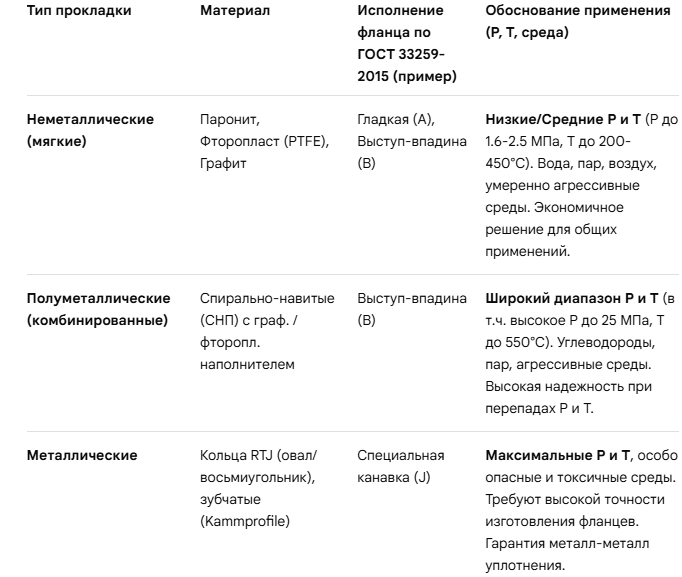 Тип прокладки
Материал
Исполнение
фланца по
ГОСТ 33259-
2015 (пример)
Обоснование применения
(P, T, среда)
Неметаллические
(мягкие)
Паронит,
Фторопласт (PTFE),
Графит
Гладкая (A),
Выступ-впадина
(B)
Низкие/Средние P и T (P до
1.6-2.5 МПа, T до 200-
450°C). Вода, пар, воздух,
умеренно агрессивные
среды. Экономичное
решение для общих
применений.
Полуметаллические
(комбинированные)
Спирально-навитые
(СНП) с граф. /
фторопл.
наполнителем
Выступ-впадина
(B)
Широкий диапазон P и T (в
т.ч. высокое P до 25 МПа, T
до 550°C). Углеводороды,
пар, агрессивные среды.
Высокая надежность при
перепадах P и T.
Металлические
Кольца RTJ (овал/
восьмиугольник),
зубчатые
(Kammprofile)
Специальная
канавка (J)
Максимальные P и T, особо
опасные и токсичные среды.
Требуют высокой точности
изготовления фланцев.
Гарантия металл-металл
уплотнения.